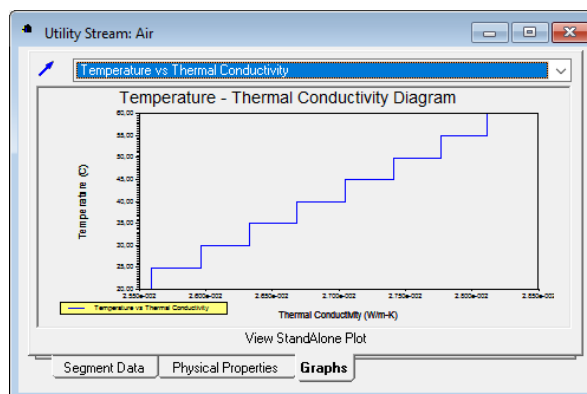 Utility Stream: Air
Temperature vs Thermal Conductivity
Temperature - Thermal Conductivity Diagram
Temperature (C)
60.00
55.00
50.00
45.00
40.00
35.00
30.00
25.00
20.00
2.550e-002 2.600e-002 2.650e-002 2.700e-002 2.750e-002 2.800e-002 2.850e-002
Temperature vs Thermal Conductivity
Thermal Conductivity (W/m-K)
View StandAlone Plot
Segment Data Physical Properties Graphs